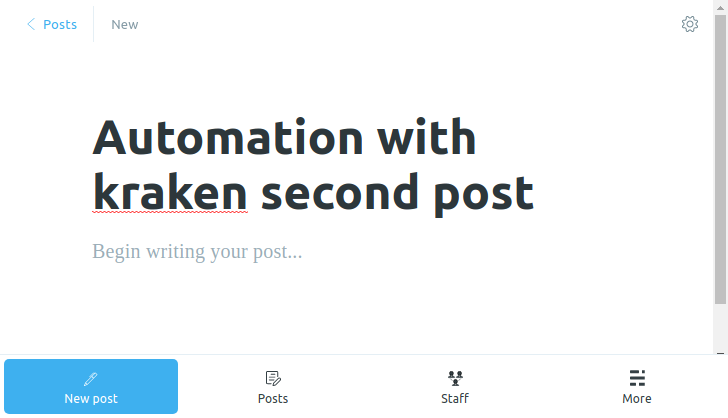 Posts
New
Automation with
kraken second post
Begin writing your post...
New post
Posts
Staff
More